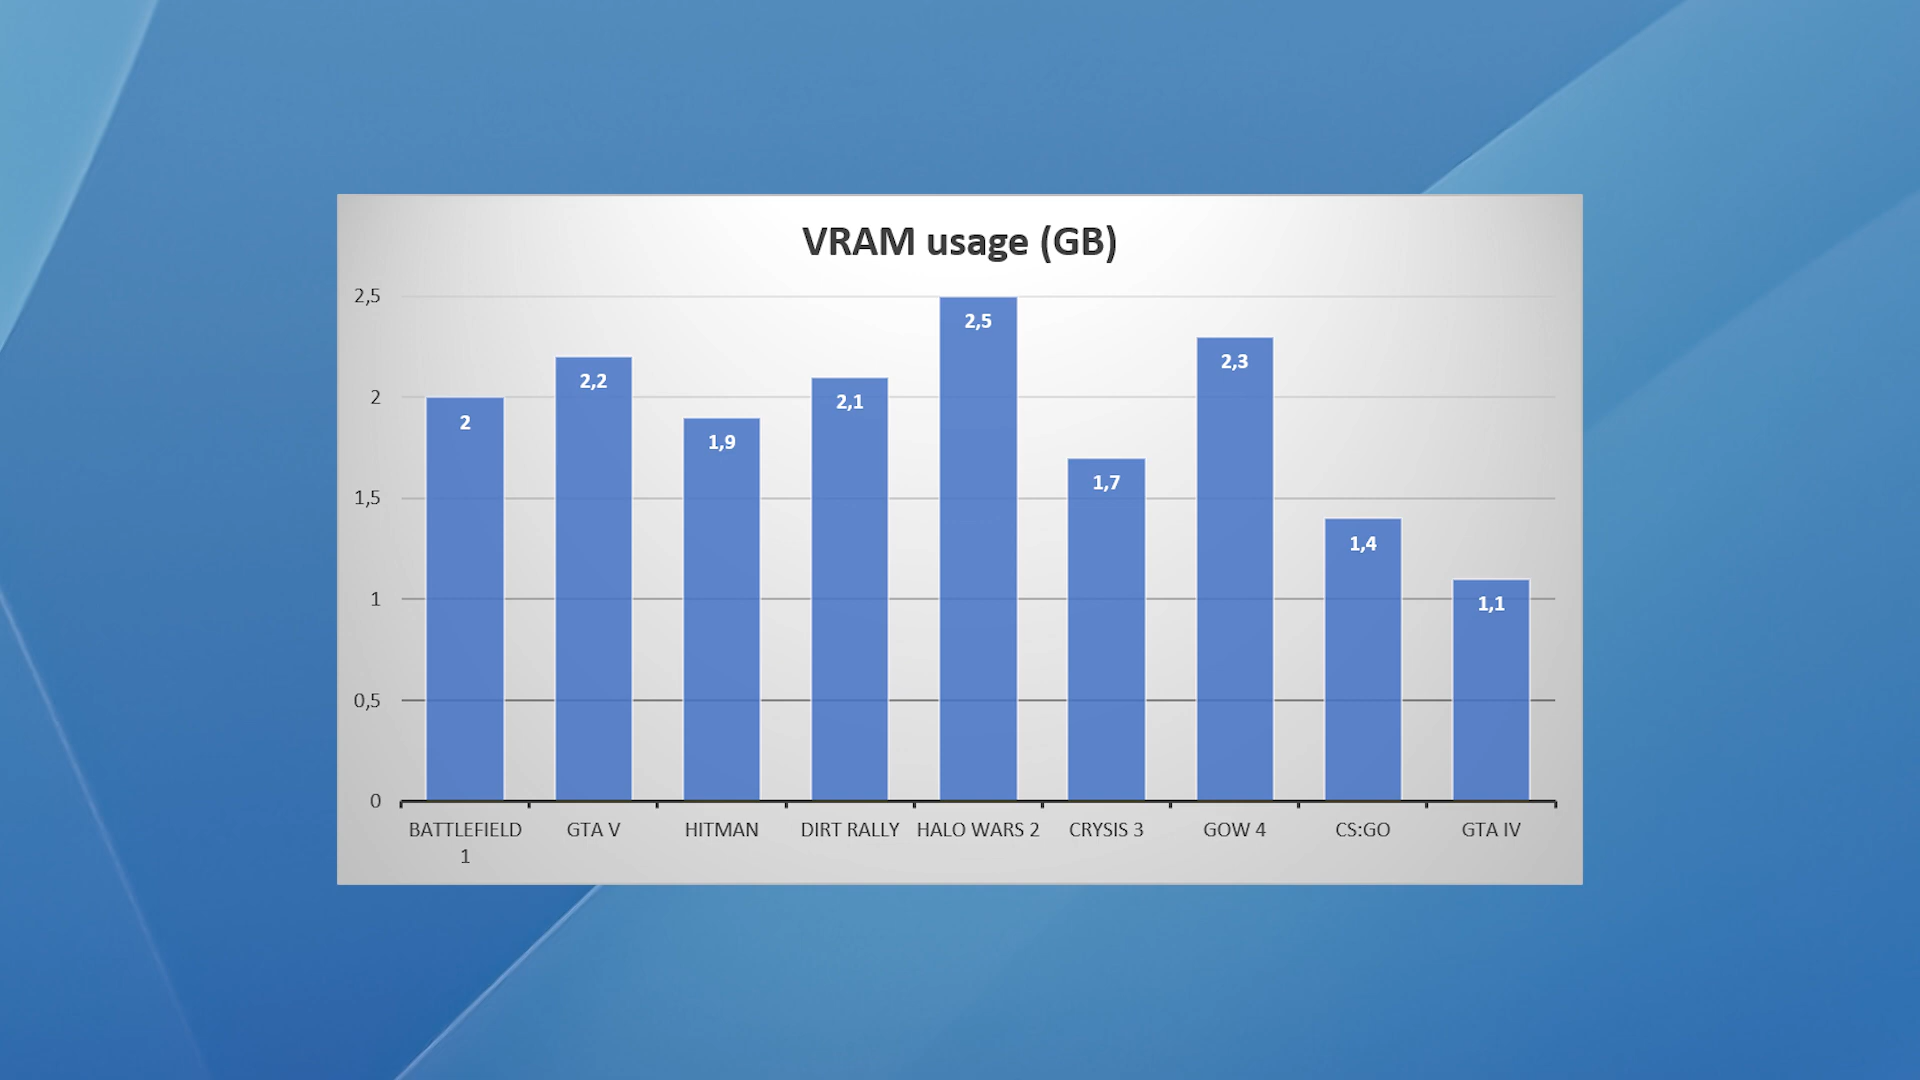 VRAM usage (GB)
2,5
2
1,5
1
0,5
0
2
2,2
1,9
2,1
2,5
1,7
2,3
1,4
1,1
BATTLEFIELD
1
GTA V
HITMAN
DIRT RALLY
HALO WARS 2
CRYSIS 3
GOW 4
CS:GO
GTA IV